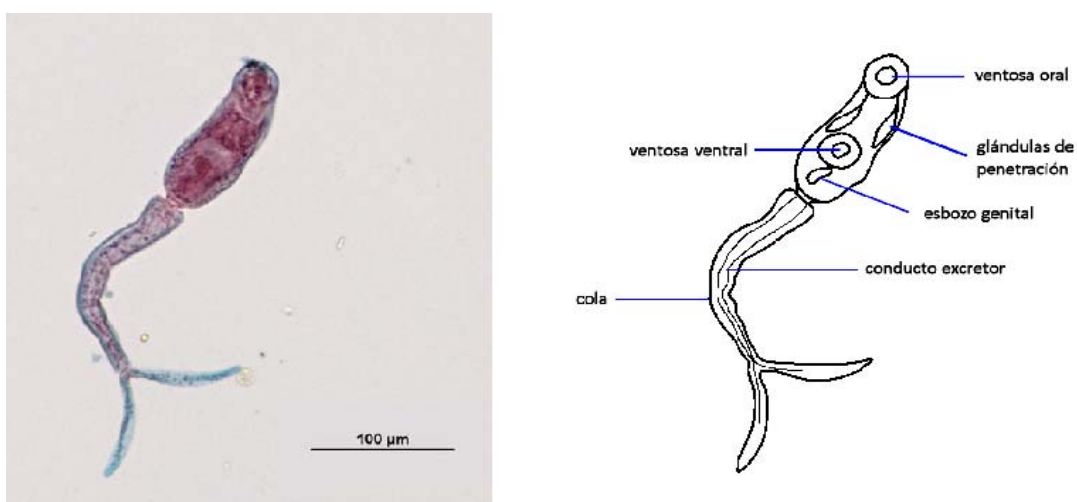 ventosa oral
ventosa ventral
glándulas de
penetración
esbozo genital
conducto excretor
cola
100 µm